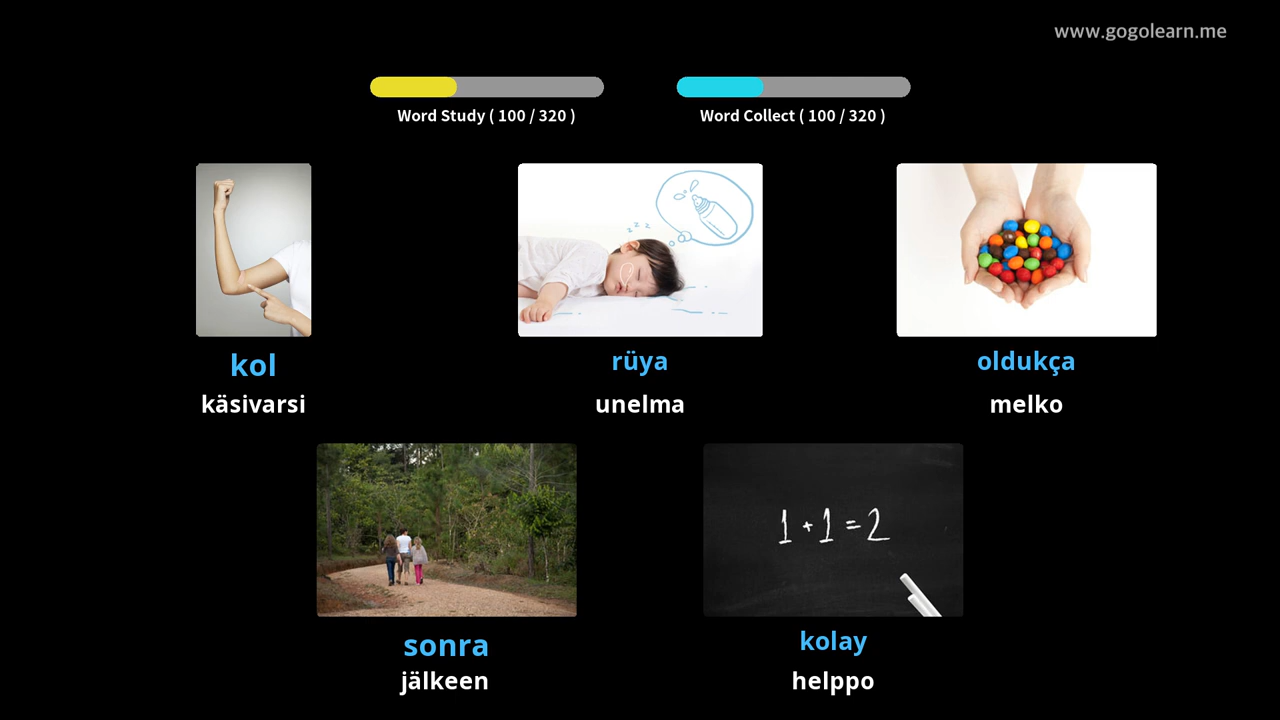 www.gogolearn.me
Word Study ( 100 / 320 )
Word Collect ( 100 / 320 )
kol
käsivarsi
rüya
unelma
oldukça
melko
sonra
jälkeen
1 + 1 = 2
kolay
helppo